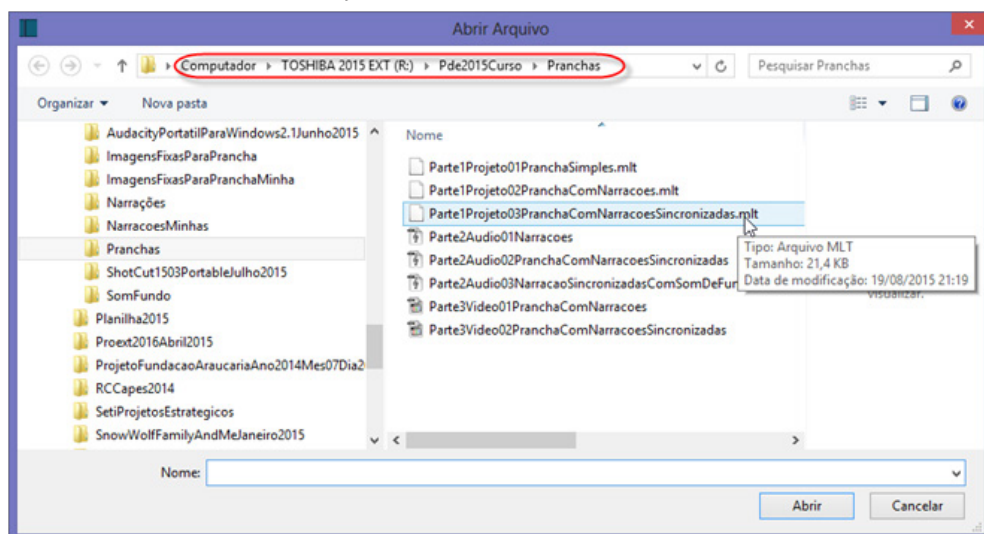 Abrir Arquivo
Computador ▸ TOSHIBA 2015 EXT (R:) ▸ Pde2015Curso ▸ Pranchas
Pesquisar Pranchas
Organizar
Nova pasta
AudacityPortatilParaWindows2.1Junho2015
ImagensFixasParaPrancha
ImagensFixasParaPranchaMinha
Narrações
NarracoesMinhas
Pranchas
ShotCut1503PortableJulho2015
SomFundo
Planilha2015
Proext2016Abril2015
ProjetoFundacaoAraucariaAno2014Mes07Dia2
RCCapes2014
SetiProjetosEstrategicos
SnowWolfFamilyAndMeJaneiro2015
Nome
Parte1Projeto01PranchaSimples.mlt
Parte1Projeto02PranchaComNarracoes.mlt
Parte1Projeto03PranchaComNarracoesSincronizadas.mlt
Parte2Audio01Narracoes
Parte2Audio02PranchaComNarracoesSincronizadas
Parte2Audio03NarracaoSincronizadasComSomDeFun
Parte3Video01PranchaComNarracoes
Parte3Video02PranchaComNarracoesSincronizadas
Tipo: Arquivo MLT
Tamanho: 21,4 KB
Data de modificação: 19/08/2015 21:19
visualizar.
Nome:
Abrir
Cancelar